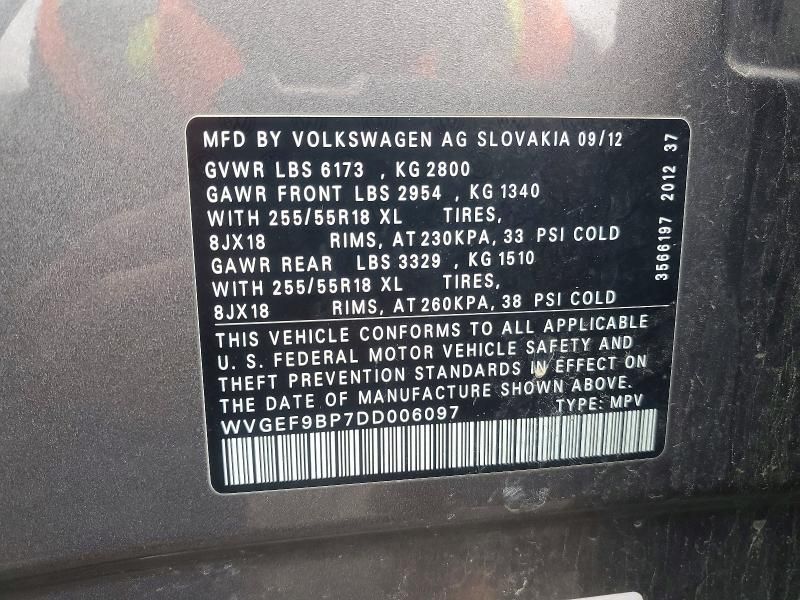 MFD BY VOLKSWAGEN AG SLOVAKIA 09/12
GVWR LBS 6173 , KG 2800
GAWR FRONT LBS 2954 , KG 1340
WITH 255/55R18 XL TIRES,
8JX18 RIMS, AT 230KPA, 33 PSI COLD
GAWR REAR LBS 3329 , KG 1510
WITH 255/55R18 XL TIRES,
8JX18 RIMS, AT 260KPA, 38 PSI COLD
THIS VEHICLE CONFORMS TO ALL APPLICABLE
U. S. FEDERAL MOTOR VEHICLE SAFETY AND
THEFT PREVENTION STANDARDS IN EFFECT ON
THE DATE OF MANUFACTURE SHOWN ABOVE.
WVGEF9BP7DD006097 TYPE: MPV
3566197 2012 37